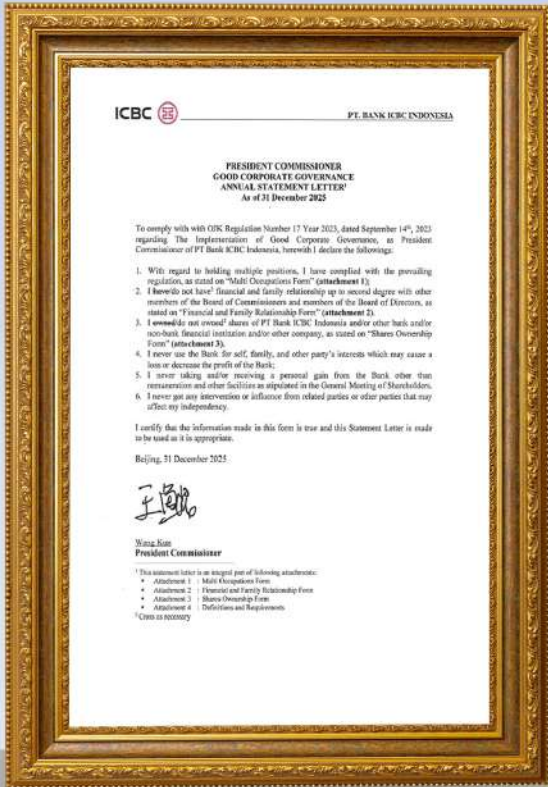 ICBC
PT. BANK ICBC INDONESIA
PRESIDENT COMMISSIONER
GOOD CORPORATE GOVERNANCE
ANNUAL STATEMENT LETTER¹
As of 31 December 2025
To comply with with OJK Regulation Number 17 Year 2023, dated September 14th, 2023
regarding The Implementation of Good Corporate Governance, as President
Commissioner of PT Bank ICBC Indonesia, herewith I declare the followings:
1. With regard to holding multiple positions, I have complied with the prevailing
regulation, as stated on "Multi Occupations Form" (attachment 1);
2. I have/do not have² financial and family relationship up to second degree with other
members of the Board of Commissioners and members of the Board of Directors, as
stated on "Financial and Family Relationship Form" (attachment 2).
3. I owned/do not owned² shares of PT Bank ICBC Indonesia and/or other bank and/or
non-bank financial institution and/or other company, as stated on "Shares Ownership
Form" (attachment 3).
4. I never use the Bank for self, family, and other party's interests which may cause a
loss or decrease the profit of the Bank;
5. I never taking and/or receiving a personal gain from the Bank other than
remuneration and other facilities as stipulated in the General Meeting of Shareholders.
6. I never got any intervention or influence from related parties or other parties that may
affect my independency.
I certify that the information made in this form is true and this Statement Letter is made
to be used as it is appropriate.
Beijing, 31 December 2025
Wang Kun
President Commissioner
¹ This statement letter is an integral part of following attachments:
• Attachment 1 : Multi Occupations Form
• Attachment 2 : Financial and Family Relationship Form
• Attachment 3 : Shares Ownership Form
• Attachment 4 : Definitions and Requirements
² Cross as necessary